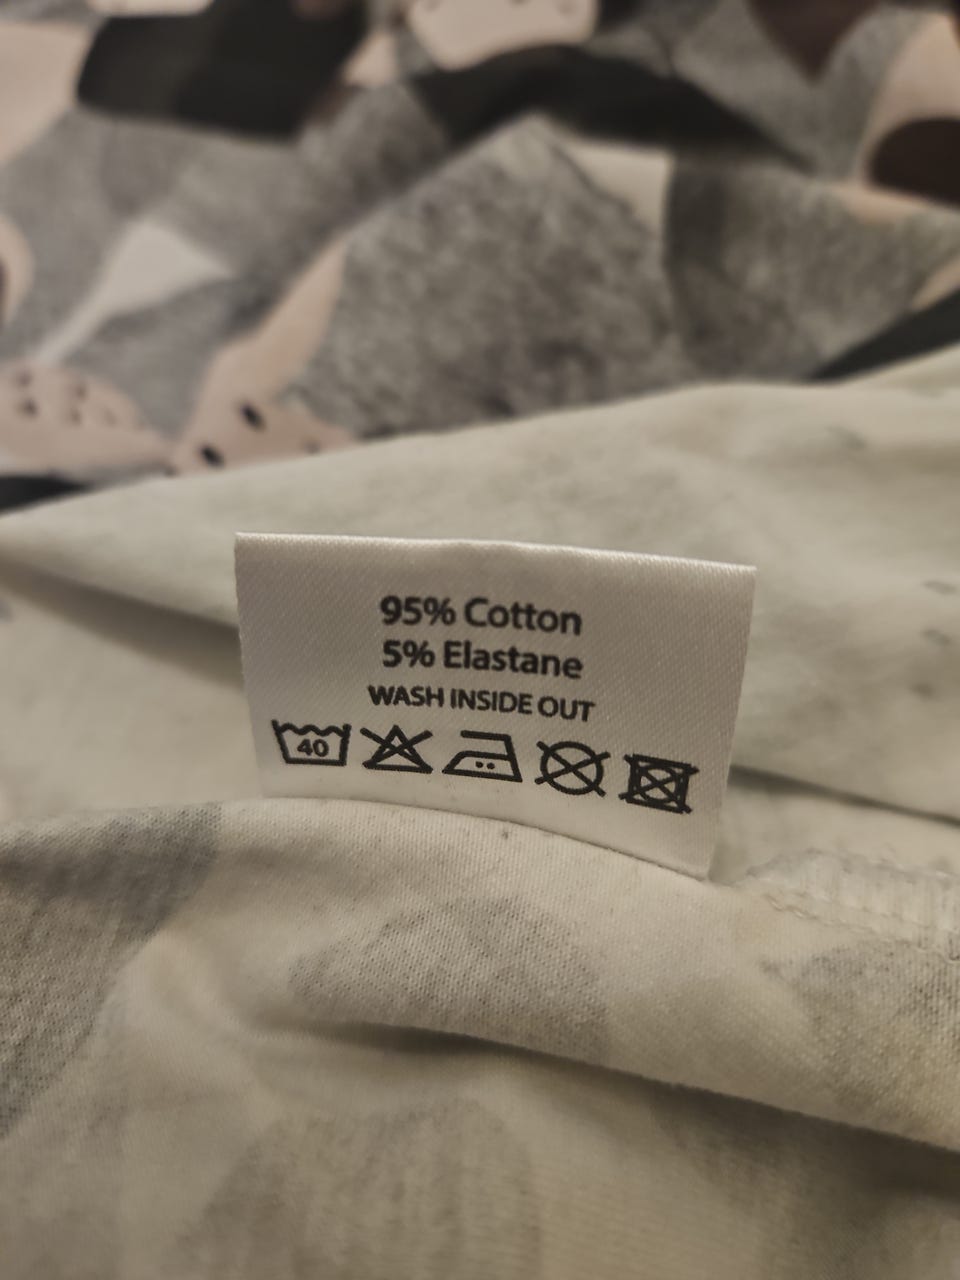 95% Cotton
5% Elastane
WASH INSIDE OUT
40